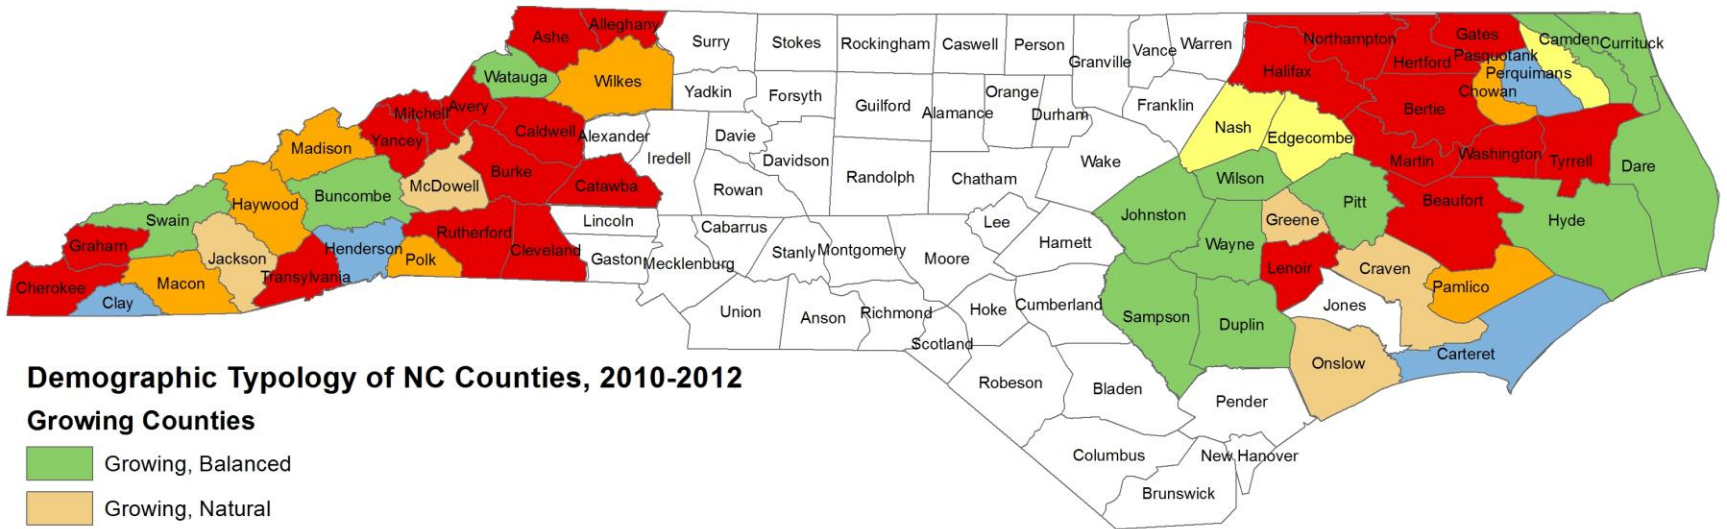 Alleghany
Ashe
Surry
Stokes
Rockingham
Caswell
Person
Granville
Vance
Warren
Northampton
Gates
Camden
Currituck
Watauga
Wilkes
Yadkin
Forsyth
Guilford
Alamance
Orange
Durham
Franklin
Halifax
Hertford
Pasquotank
Perquimans
Chowan
Mitchell
Avery
Yancey
Caldwell
Alexander
Iredell
Davie
Davidson
Wake
Nash
Edgecombe
Bertie
Madison
Burke
Catawba
Rowan
Randolph
Chatham
Martin
Washington
Tyrrell
Dare
McDowell
Buncombe
Haywood
Swain
Graham
Jackson
Henderson
Rutherford
Cleveland
Lincoln
Gaston
Cabarrus
Mecklenburg
Stanly
Montgomery
Moore
Lee
Harnett
Johnston
Wilson
Wayne
Greene
Pitt
Beaufort
Hyde
Cherokee
Clay
Macon
Transylvania
Polk
Union
Anson
Richmond
Scotland
Hoke
Cumberland
Sampson
Duplin
Lenoir
Jones
Craven
Pamlico
Carteret
Onslow
Robeson
Bladen
Pender
Columbus
New Hanover
Brunswick
Demographic Typology of NC Counties, 2010-2012
Growing Counties
Growing, Balanced
Growing, Natural